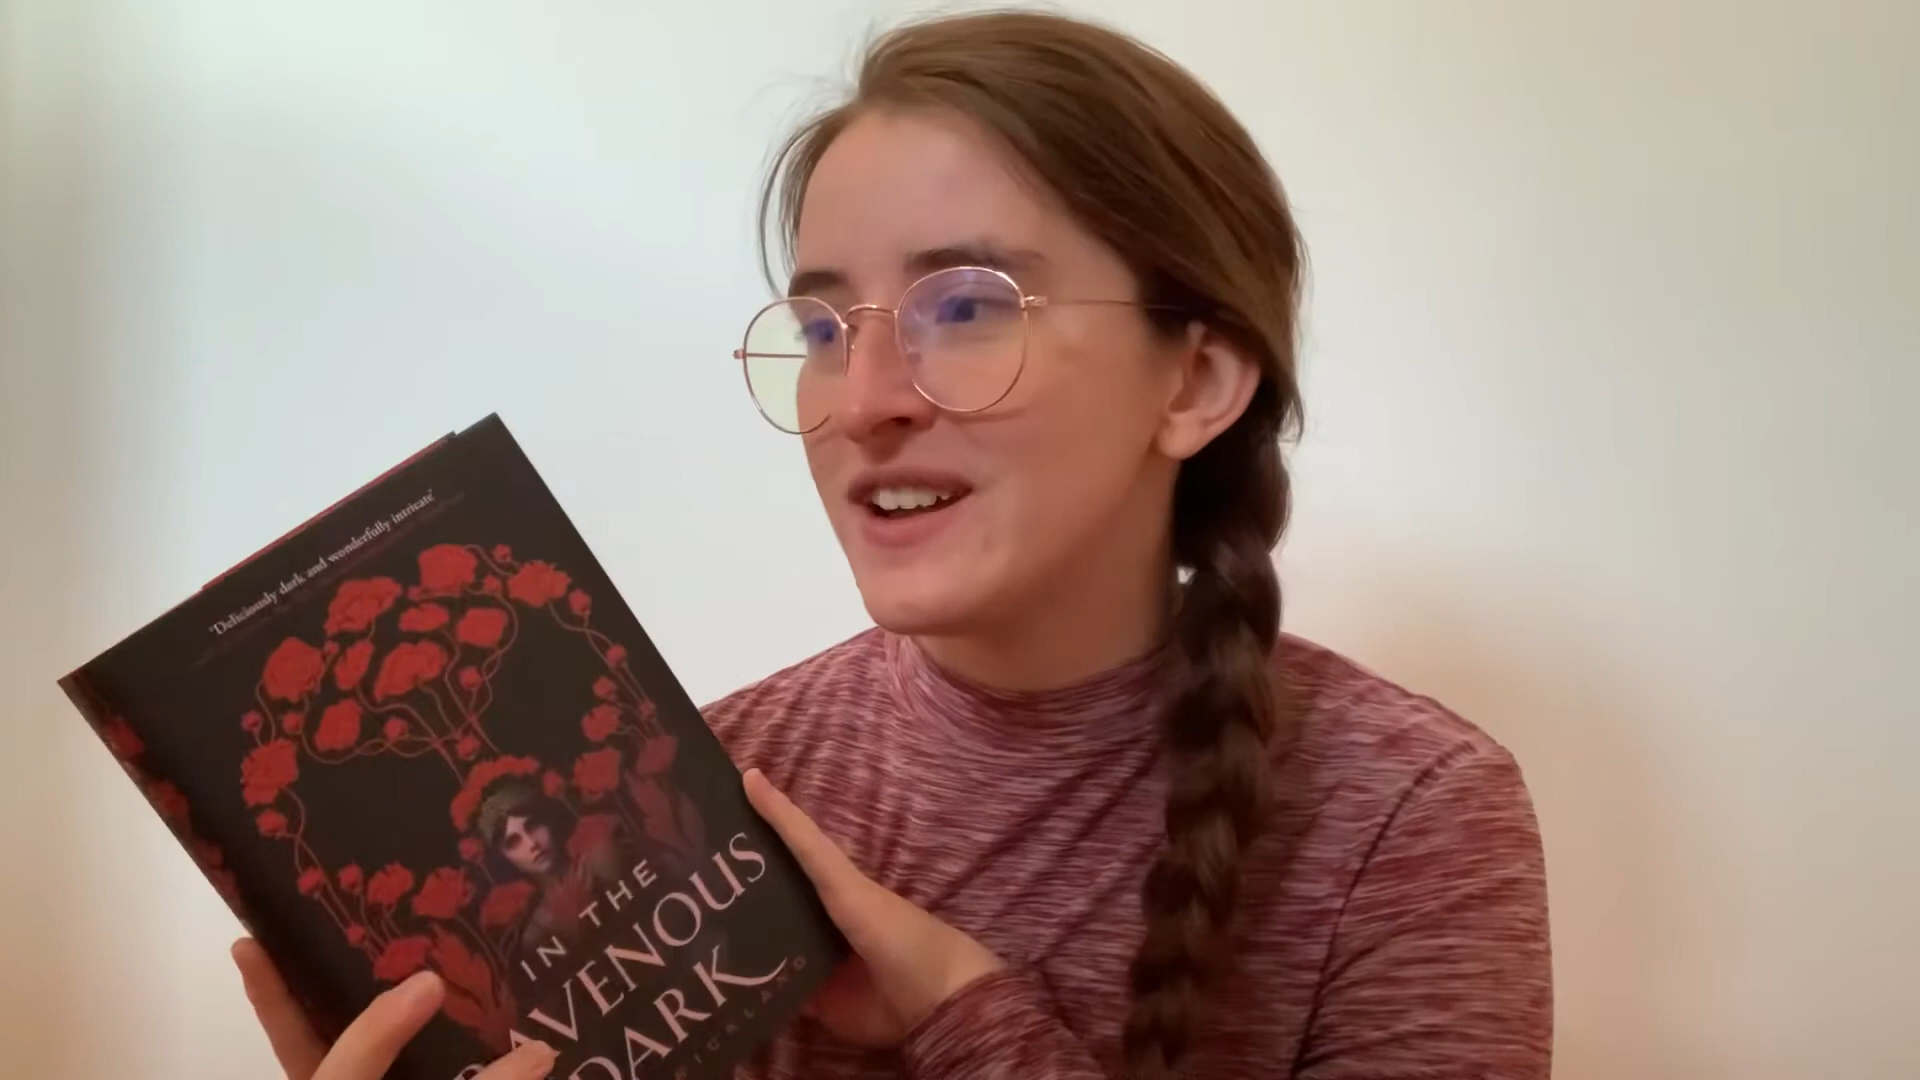 "Deliciously dark and wonderfully intricate"
IN THE
RAVENOUS
DARK